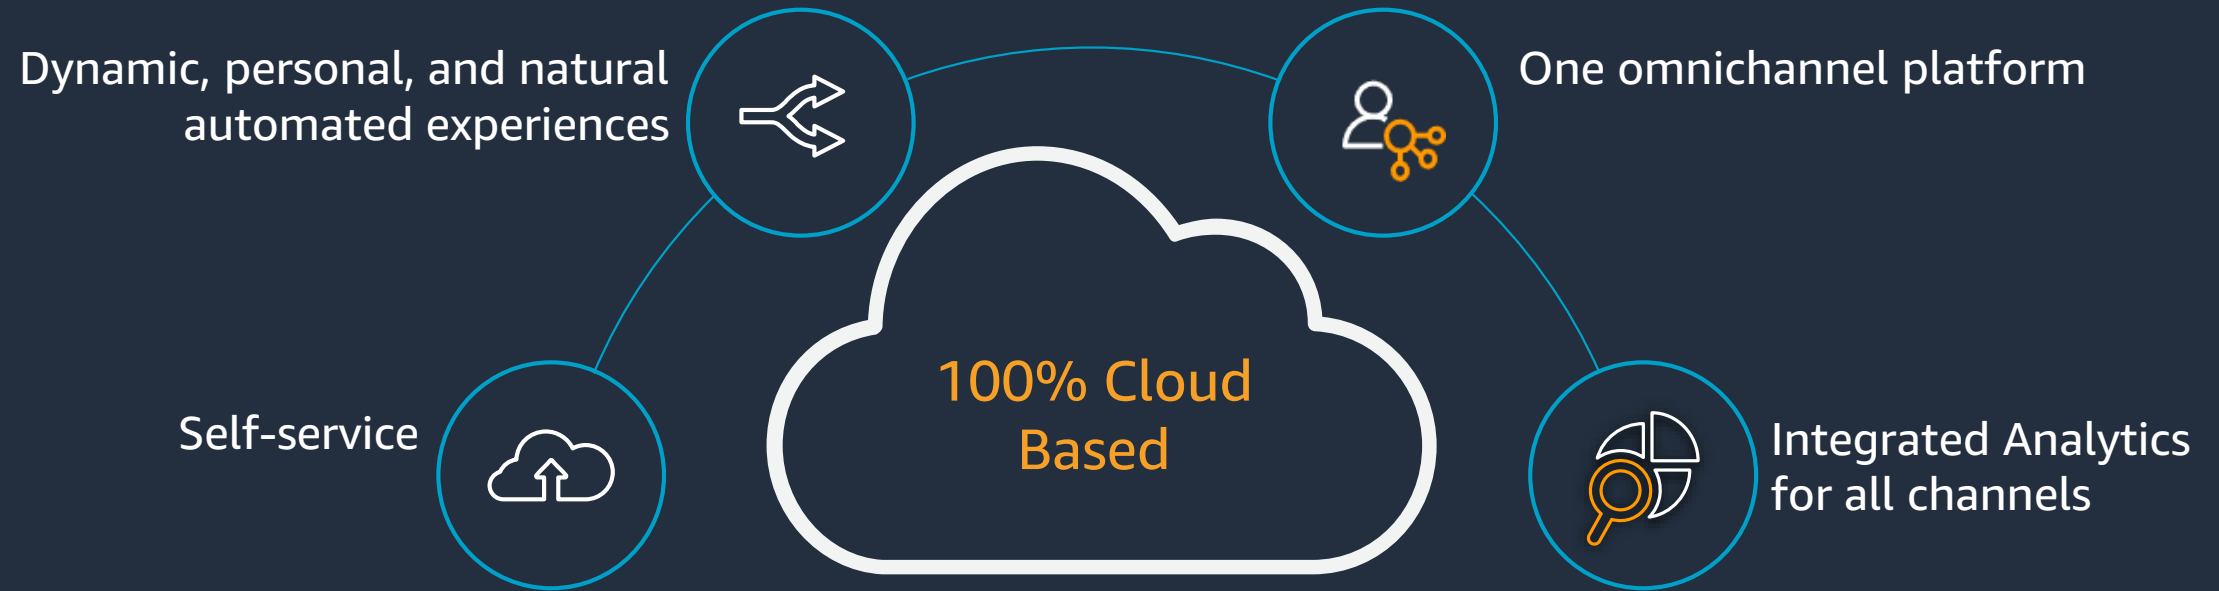 Dynamic, personal, and natural
automated experiences
One omnichannel platform
Self-service
100% Cloud
Based
Integrated Analytics
for all channels